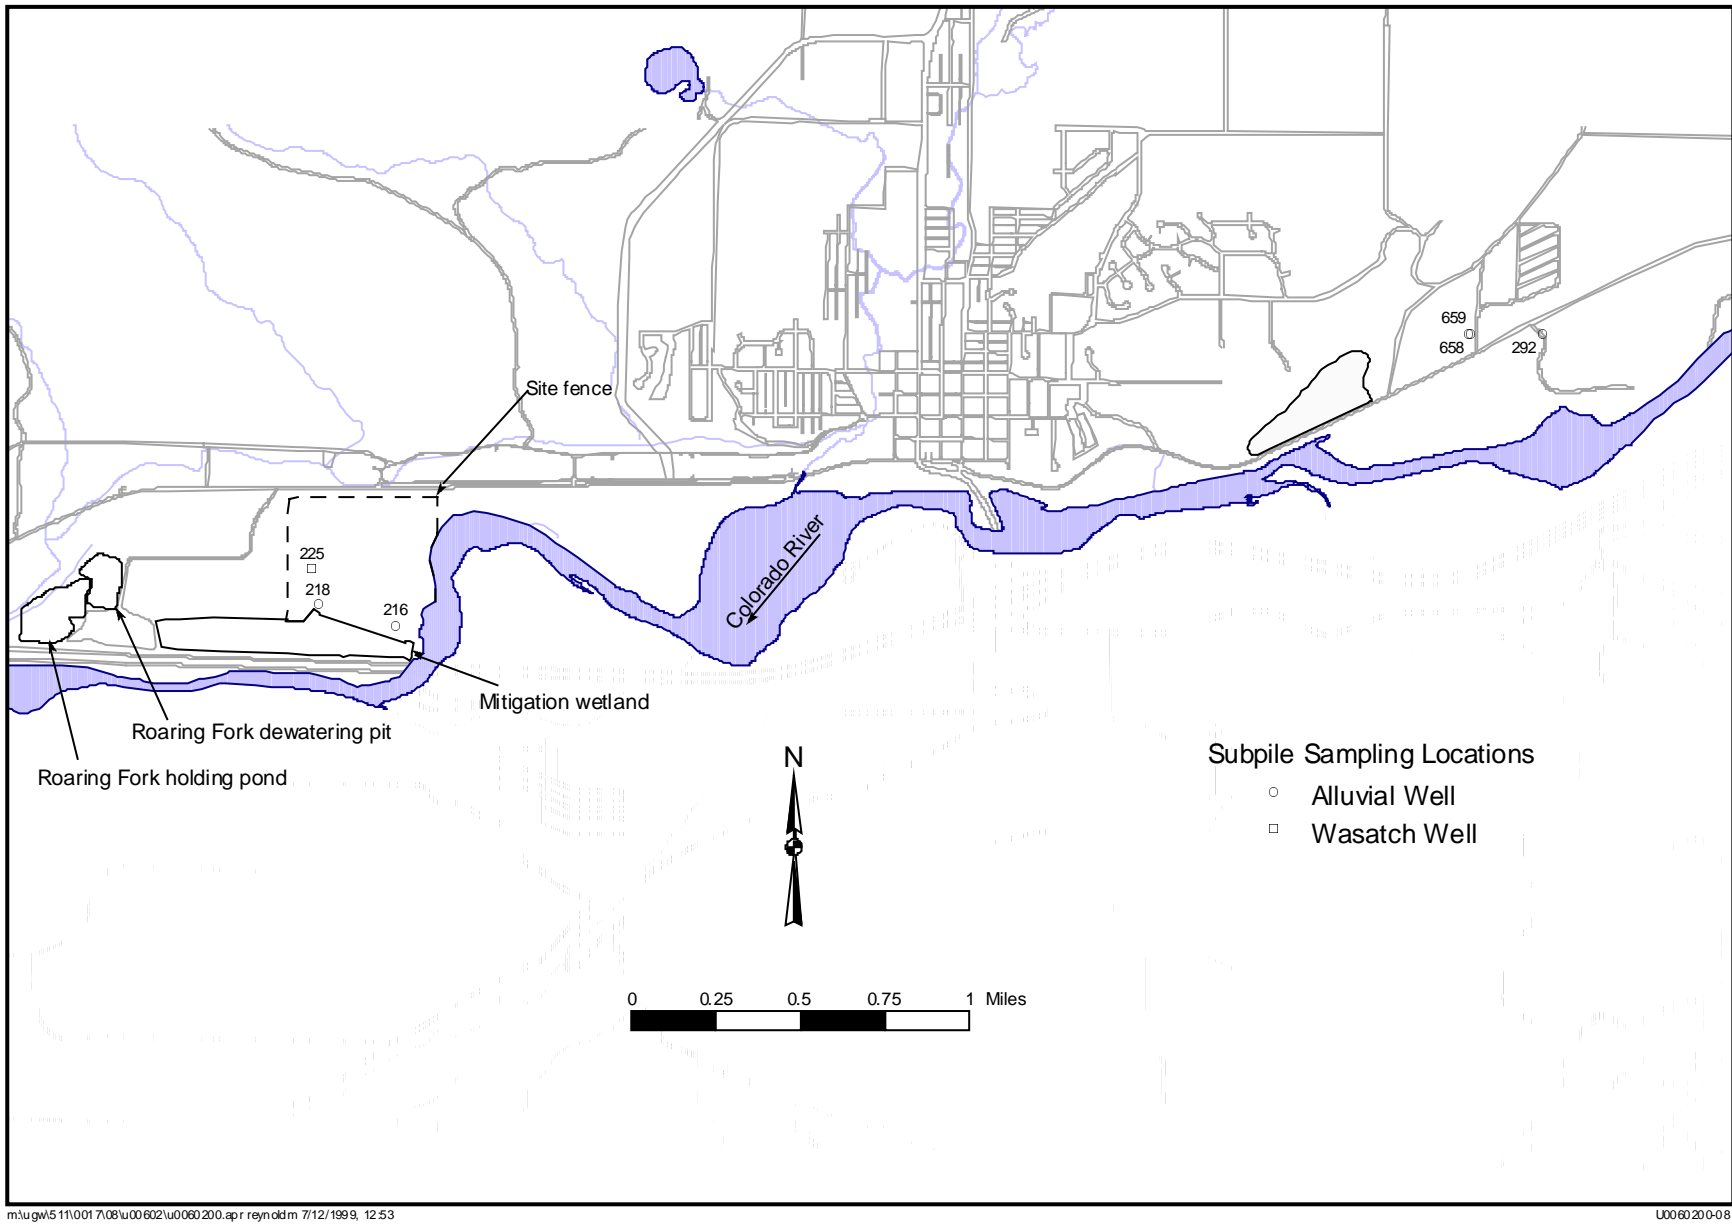 659
658
292
Site fence
Colorado River
225
218
216
Mitigation wetland
Roaring Fork dewatering pit
Roaring Fork holding pond
N
Subpile Sampling Locations
Alluvial Well
Wasatch Well
0 0.25 0.5 0.75 1 Miles
m:\ugw\511\0017\08\u00602\u0060200.apr reynoldm 7/12/1999, 12:53
U0060200-08